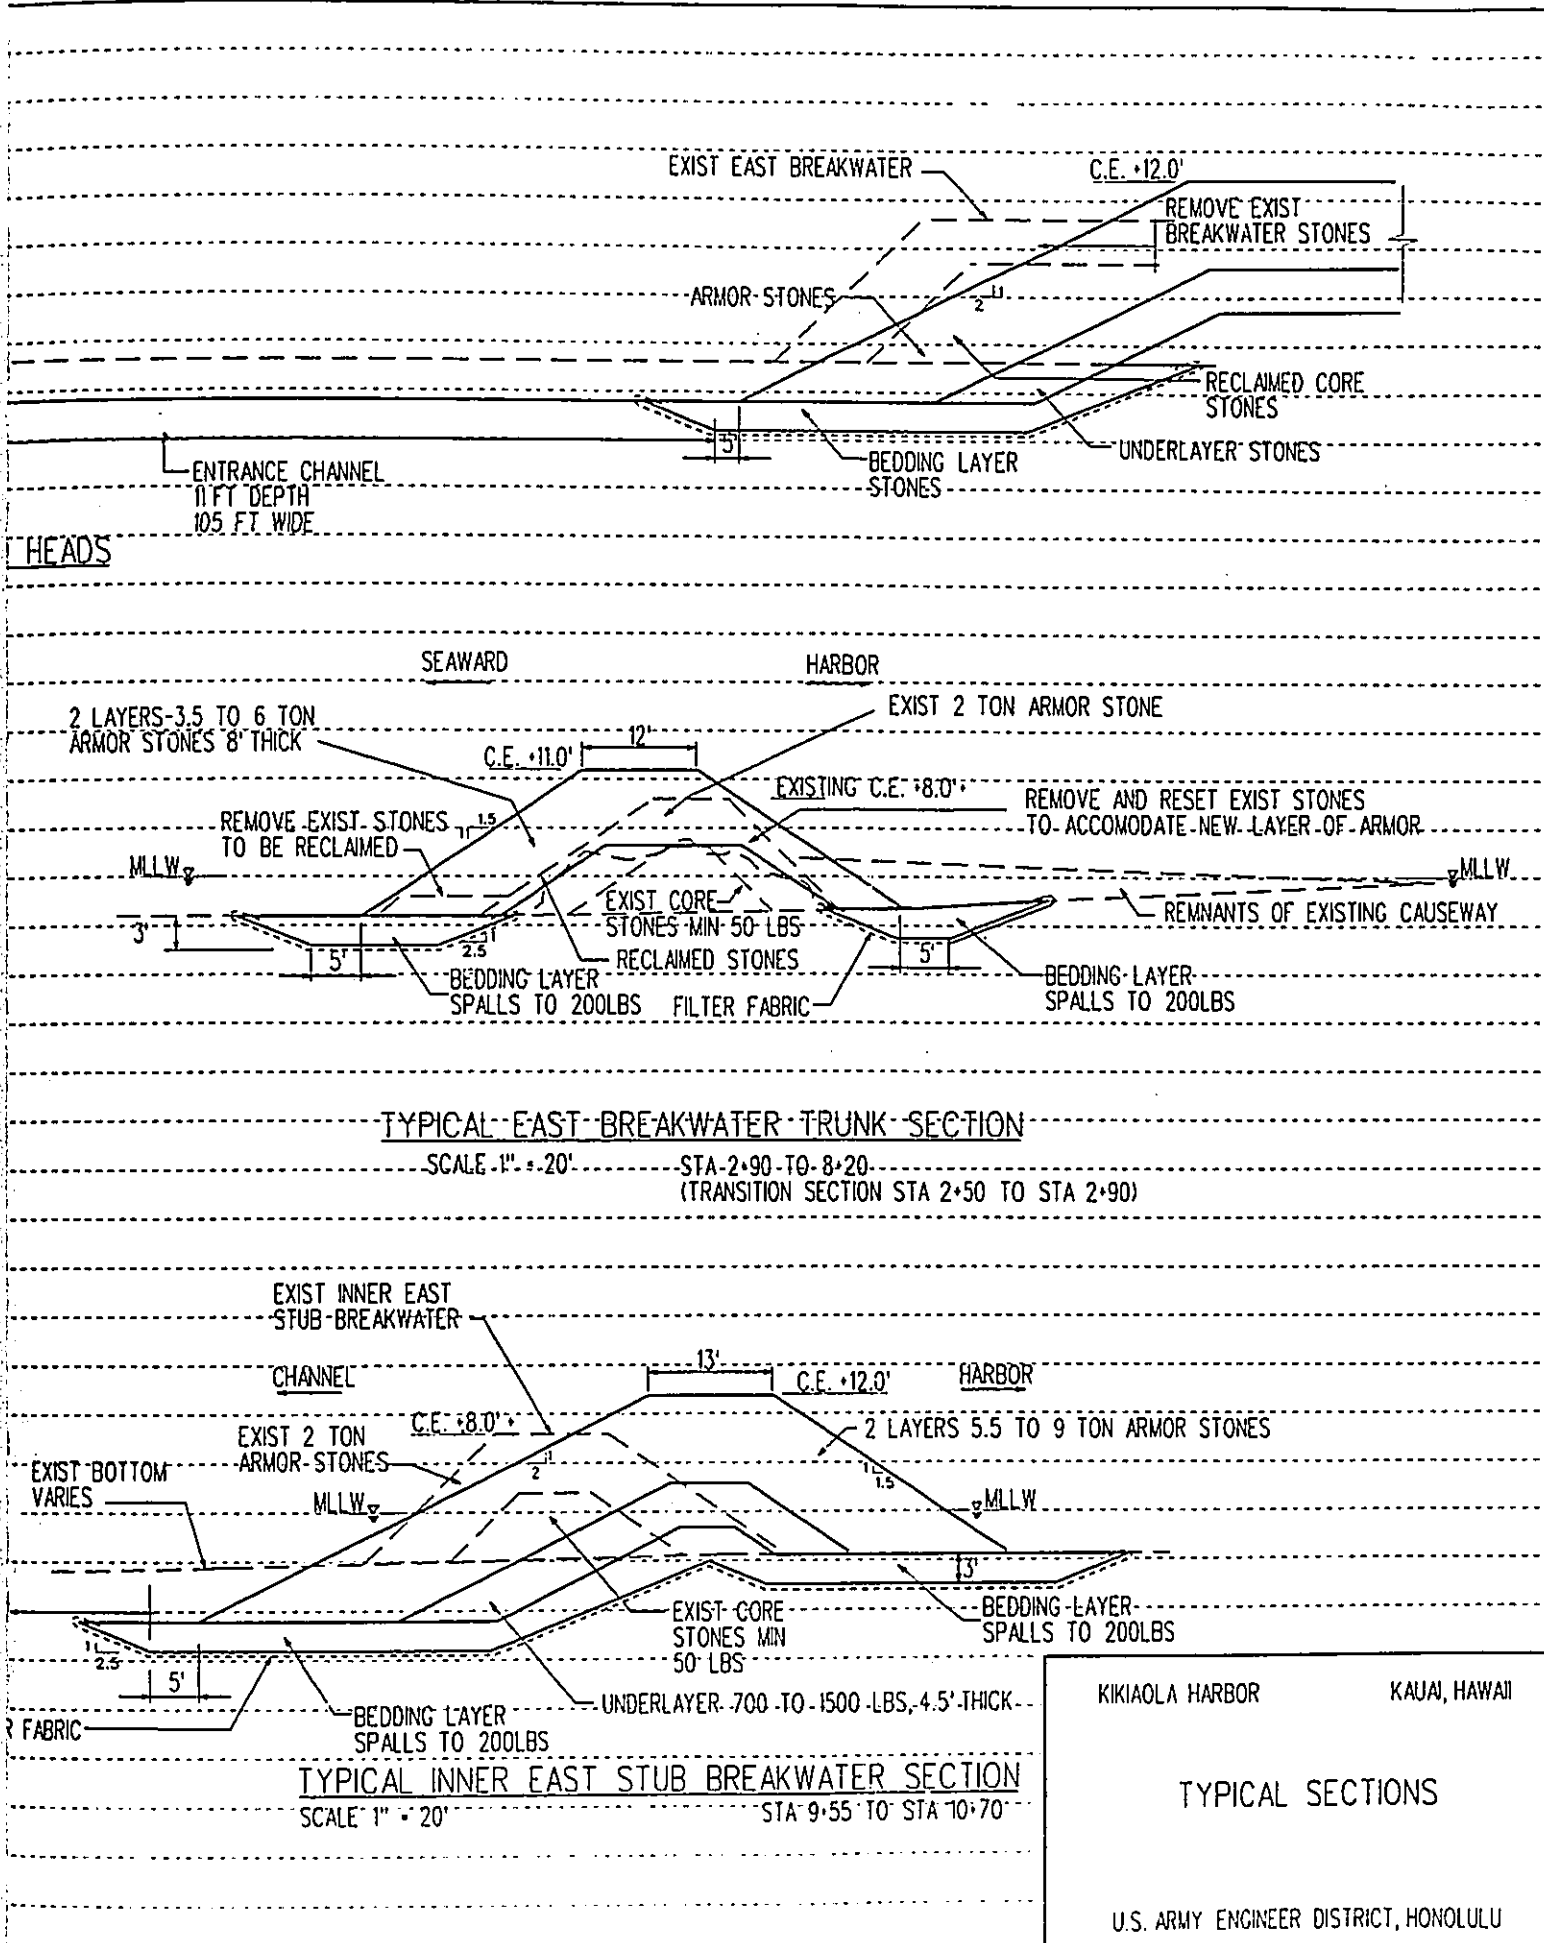 EXIST EAST BREAKWATER
C.E. +12.0'
REMOVE EXIST
BREAKWATER STONES
ARMOR STONES
1
2
RECLAIMED CORE
STONES
UNDERLAYER STONES
5'
BEDDING LAYER
STONES
ENTRANCE CHANNEL
11 FT DEPTH
105 FT WIDE
HEADS
SEAWARD
HARBOR
2 LAYERS-3.5 TO 6 TON
ARMOR STONES 8' THICK
EXIST 2 TON ARMOR STONE
12'
C.E. +11.0'
EXISTING C.E. +8.0'+
REMOVE AND RESET EXIST STONES
TO ACCOMODATE NEW LAYER OF ARMOR
REMOVE EXIST STONES
TO BE RECLAIMED
1.5
1
MLLW
MLLW
EXIST CORE
STONES MIN 50 LBS
REMNANTS OF EXISTING CAUSEWAY
3'
1
2.5
5'
5'
RECLAIMED STONES
BEDDING LAYER
SPALLS TO 200LBS
FILTER FABRIC
BEDDING LAYER
SPALLS TO 200LBS
TYPICAL EAST BREAKWATER TRUNK SECTION
SCALE 1" = 20'
STA 2+90 TO 8+20
(TRANSITION SECTION STA 2+50 TO STA 2+90)
EXIST INNER EAST
STUB BREAKWATER
CHANNEL
13'
C.E. +12.0'
HARBOR
C.E. +8.0'+
EXIST 2 TON
ARMOR STONES
2 LAYERS 5.5 TO 9 TON ARMOR STONES
EXIST BOTTOM
VARIES
1
2
1
1.5
MLLW
MLLW
3'
EXIST CORE
STONES MIN
50 LBS
BEDDING LAYER
SPALLS TO 200LBS
1
2.5
5'
UNDERLAYER 700 TO 1500 LBS, 4.5' THICK
R FABRIC
BEDDING LAYER
SPALLS TO 200LBS
TYPICAL INNER EAST STUB BREAKWATER SECTION
SCALE 1" = 20'
STA 9+55 TO STA 10+70
KIKIAOLA HARBOR
KAUAI, HAWAII
TYPICAL SECTIONS
U.S. ARMY ENGINEER DISTRICT, HONOLULU